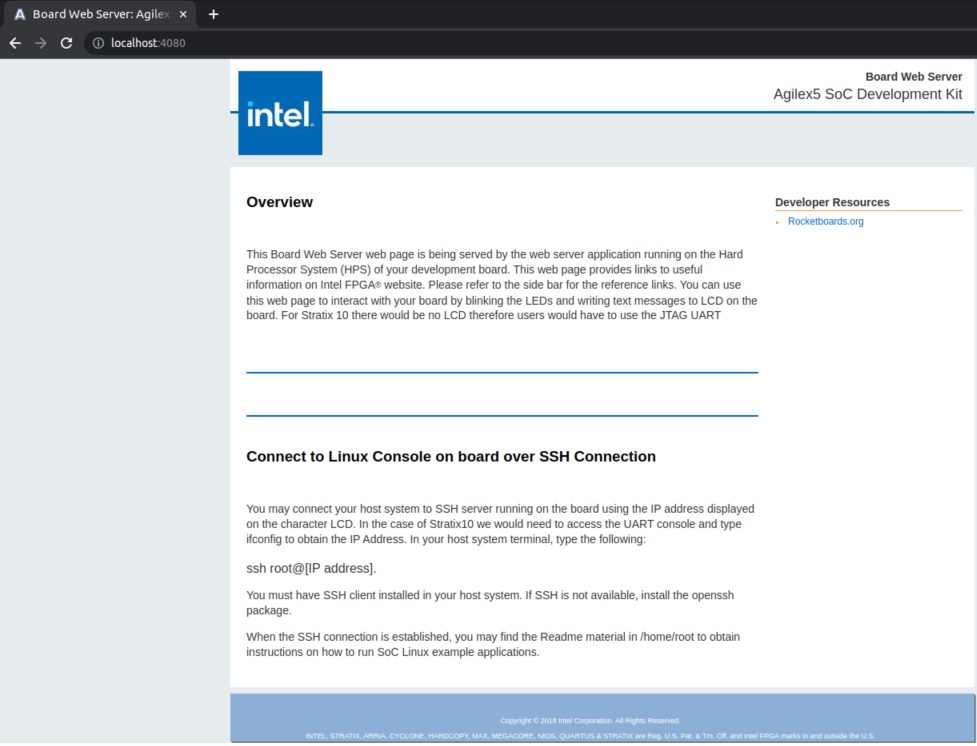 Board Web Server: Agilex
localhost:4080
intel.
Board Web Server
Agilex5 SoC Development Kit
Overview
This Board Web Server web page is being served by the web server application running on the Hard
Processor System (HPS) of your development board. This web page provides links to useful
information on Intel FPGA® website. Please refer to the side bar for the reference links. You can use
this web page to interact with your board by blinking the LEDs and writing text messages to LCD on the
board. For Stratix 10 there would be no LCD therefore users would have to use the JTAG UART
Developer Resources
Rocketboards.org
Connect to Linux Console on board over SSH Connection
You may connect your host system to SSH server running on the board using the IP address displayed
on the character LCD. In the case of Stratix10 we would need to access the UART console and type
ifconfig to obtain the IP Address. In your host system terminal, type the following:
ssh root@[IP address].
You must have SSH client installed in your host system. If SSH is not available, install the openssh
package.
When the SSH connection is established, you may find the Readme material in /home/root to obtain
instructions on how to run SoC Linux example applications.
Copyright © 2018 Intel Corporation. All Rights Reserved.
INTEL, STRATIX, ARRIA, CYCLONE, HARDCOPY, MAX, MEGACORE, NIOS, QUARTUS & STRATIX are Reg. U.S. Pat. & Tm. Off. and Intel FPGA marks in and outside the U.S.